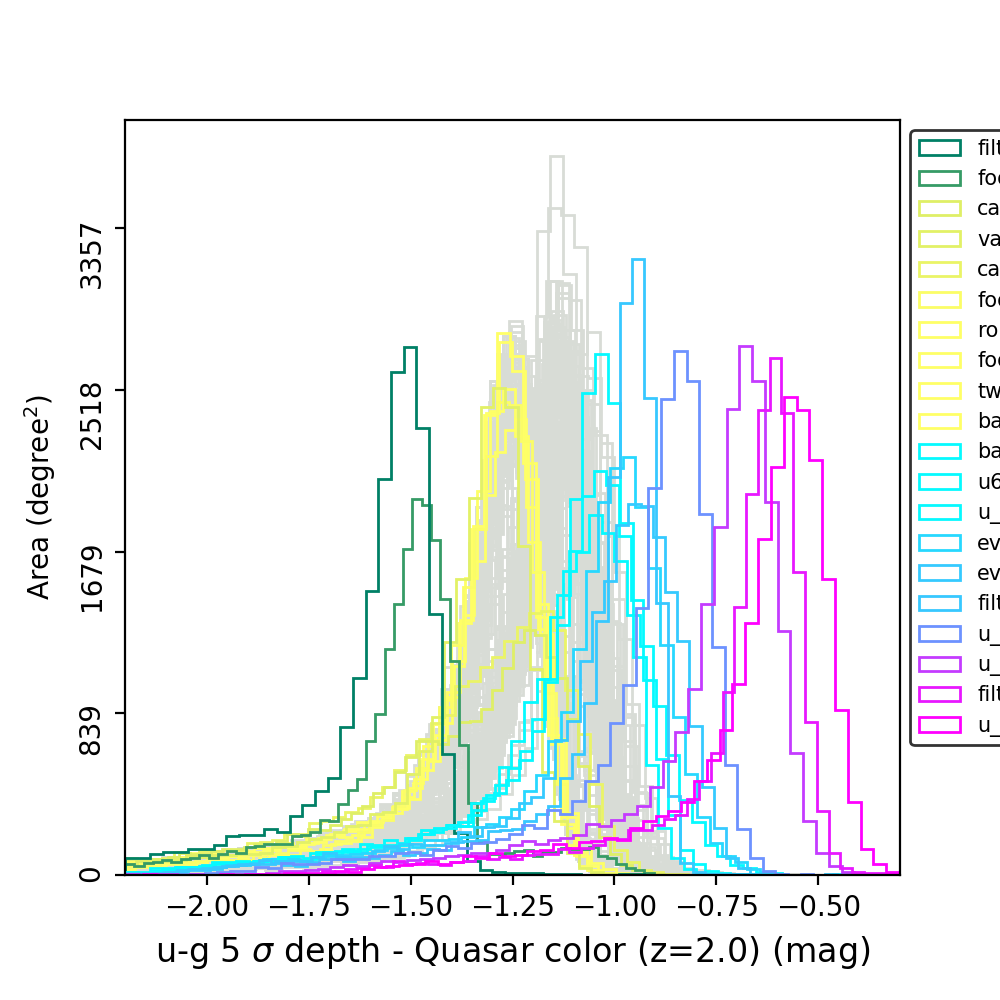 3357
2518
1679
839
0
Area (degree²)
−2.00 −1.75 −1.50 −1.25 −1.00 −0.75 −0.50
u-g 5 σ depth - Quasar color (z=2.0) (mag)
filt
foo
ca
va
ca
foo
ro
foo
tw
ba
ba
u6
u_
ev
ev
filt
u_
u_
filt
u_